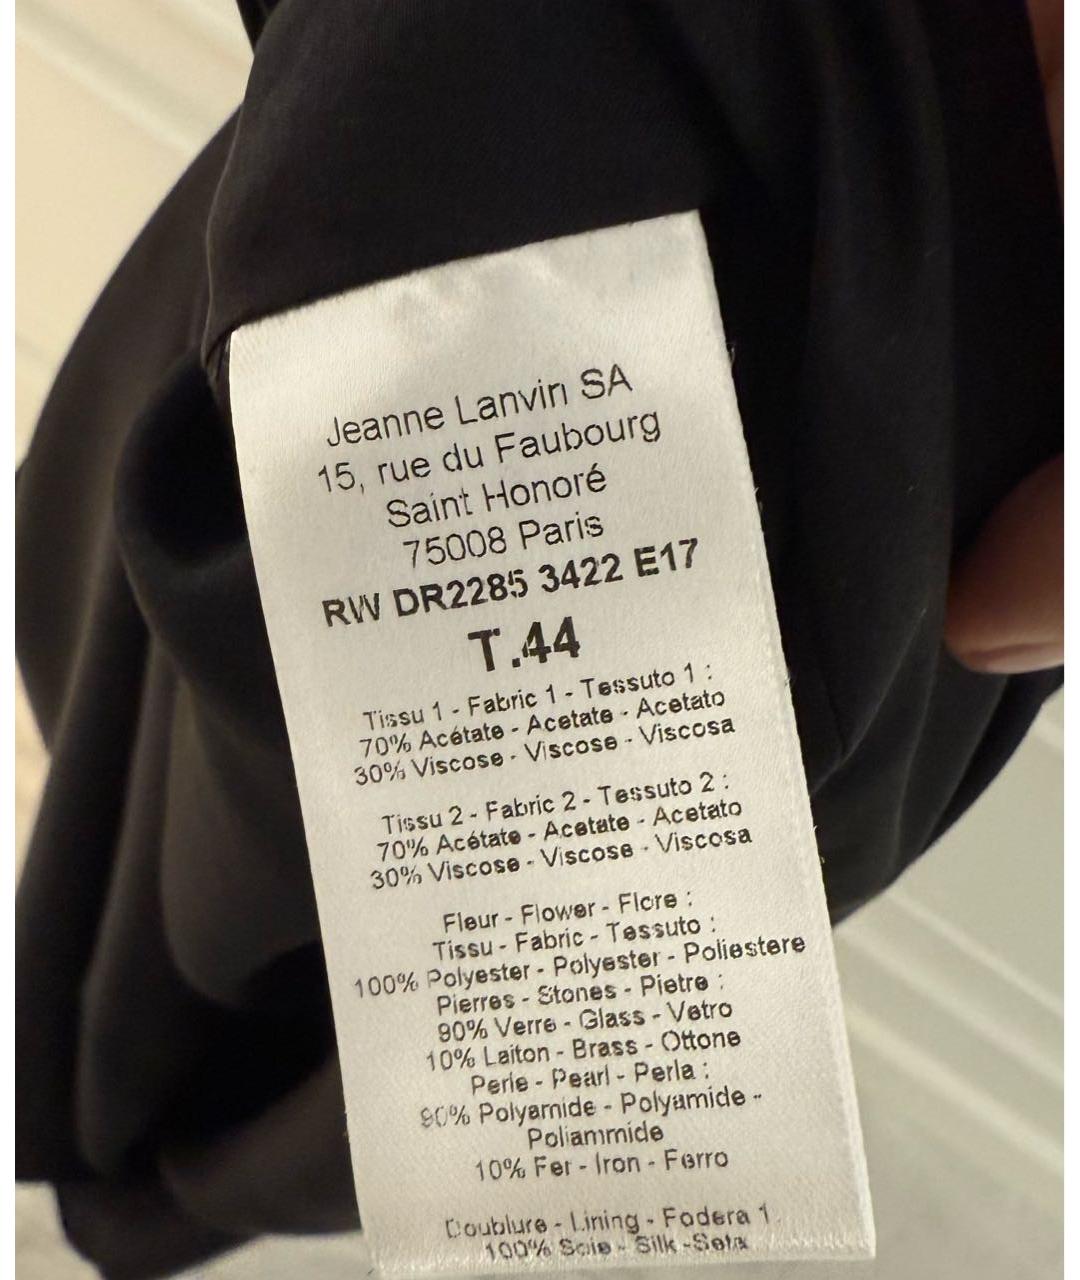 Jeanne Lanvin SA
15, rue du Faubourg
Saint Honoré
75008 Paris
RW DR2285 3422 E17
T.44
Tissu 1 - Fabric 1 - Tessuto 1 :
70% Acétate - Acetate - Acetato
30% Viscose - Viscose - Viscosa
Tissu 2 - Fabric 2 - Tessuto 2 :
70% Acétate - Acetate - Acetato
30% Viscose - Viscose - Viscosa
Fleur - Flower - Flore :
Tissu - Fabric - Tessuto :
100% Polyester - Polyester - Poliestere
Pierres - Stones - Pietre :
90% Verre - Glass - Vetro
10% Laiton - Brass - Ottone
Perle - Pearl - Perla :
90% Polyamide - Polyamide -
Poliammide
10% Fer - Iron - Ferro
Doublure - Lining - Fodera 1
100% Soie - Silk -Seta